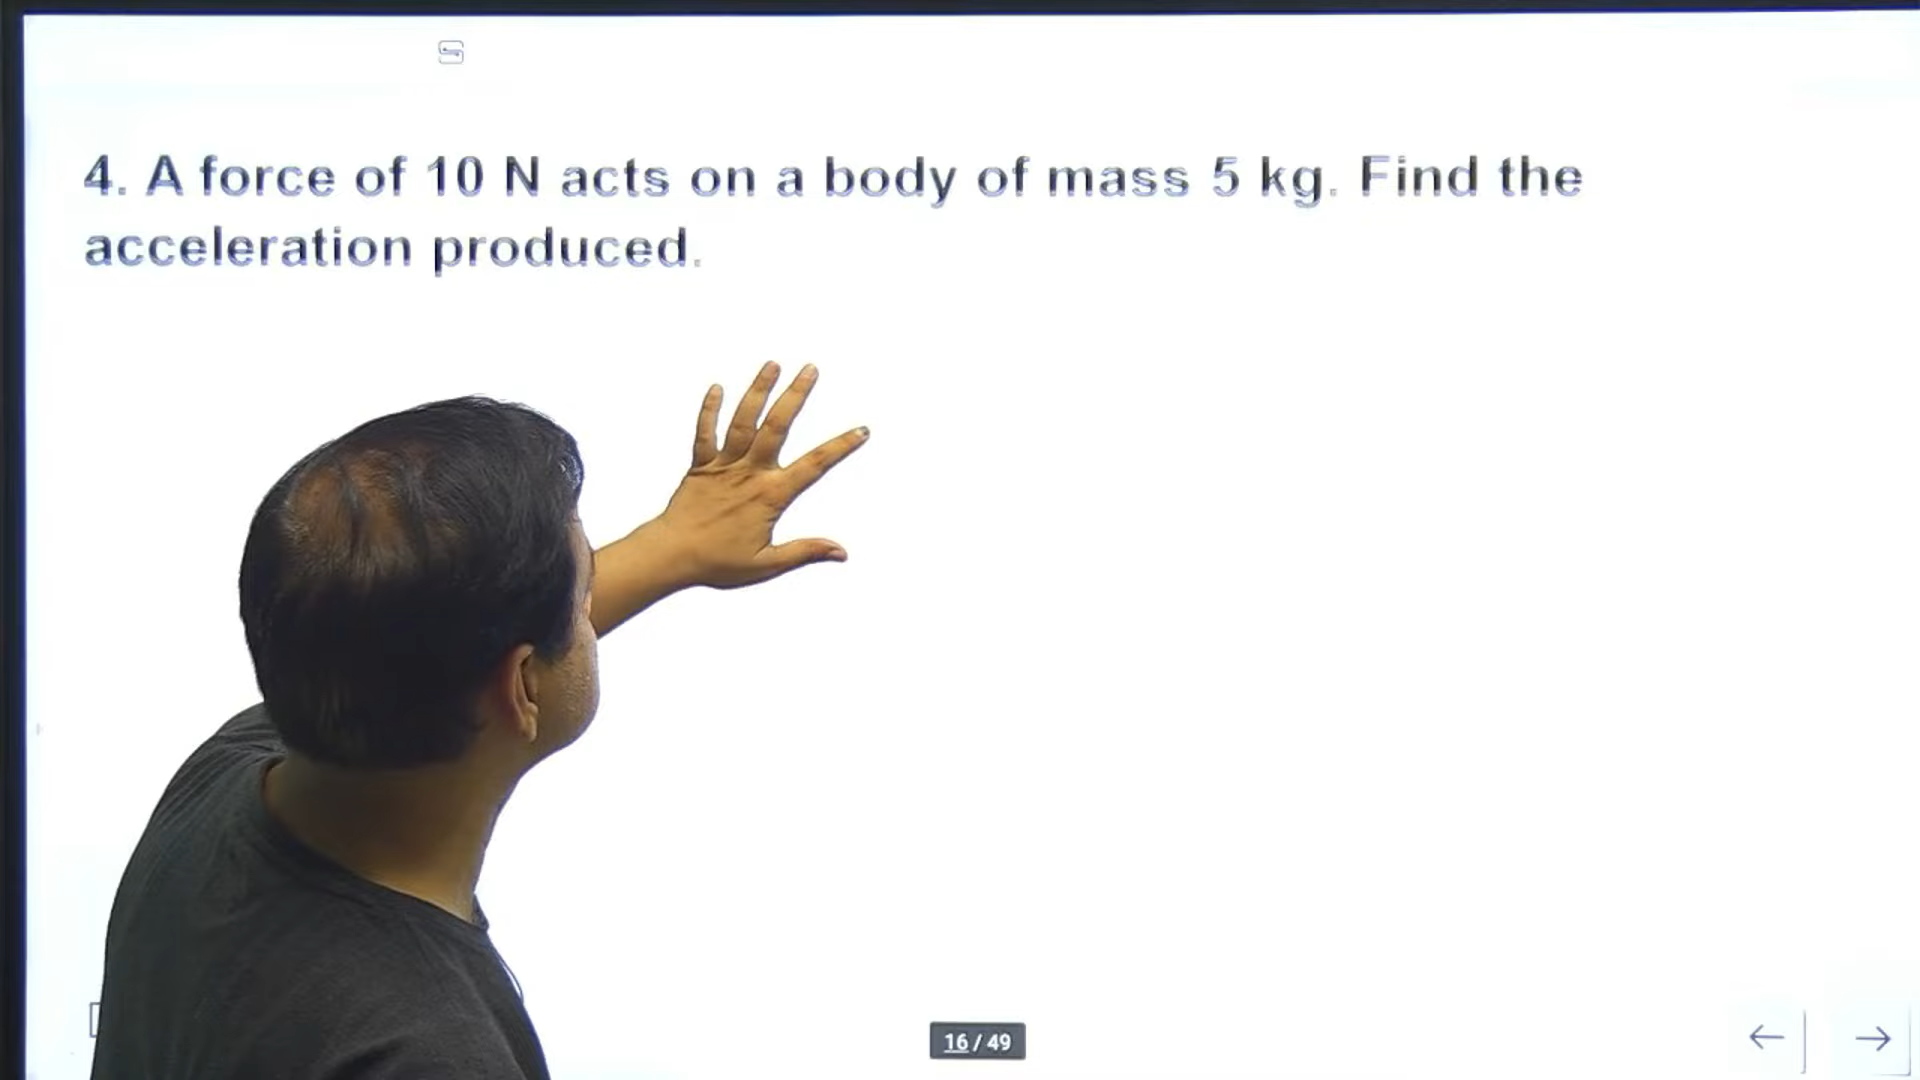 4. A force of 10 N acts on a body of mass 5 kg. Find the
acceleration produced.
16 / 49